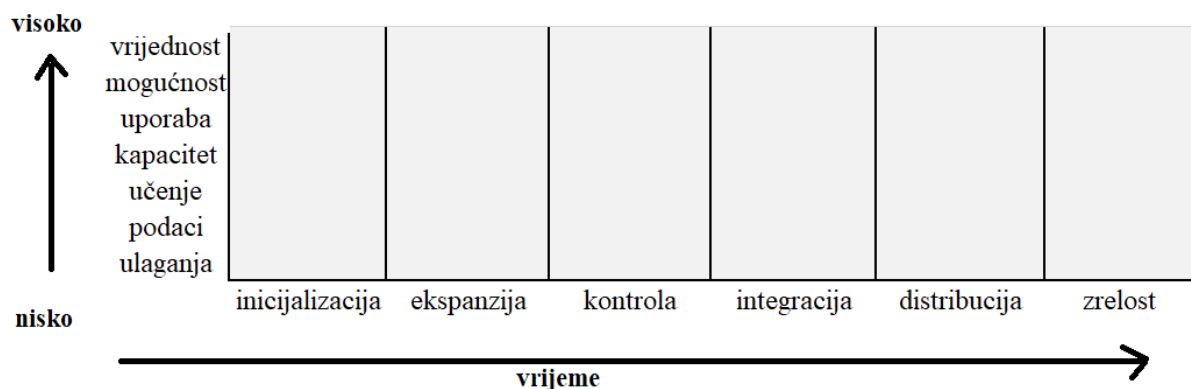 visoko
vrijednost
mogućnost
uporaba
kapacitet
učenje
podaci
ulaganja
nisko
inicijalizacija ekspanzija kontrola integracija distribucija zrelost
vrijeme